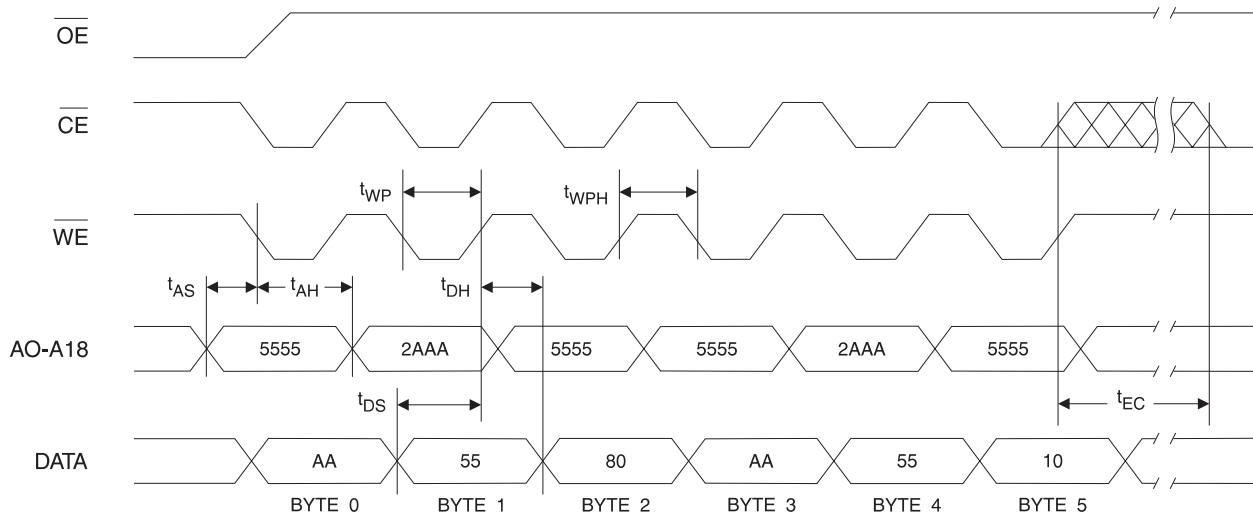 OE
CE
tWP
tWPH
WE
tAS
tAH
tDH
AO-A18
5555
2AAA
5555
5555
2AAA
5555
tDS
tEC
DATA
AA
55
80
AA
55
10
BYTE 0
BYTE 1
BYTE 2
BYTE 3
BYTE 4
BYTE 5